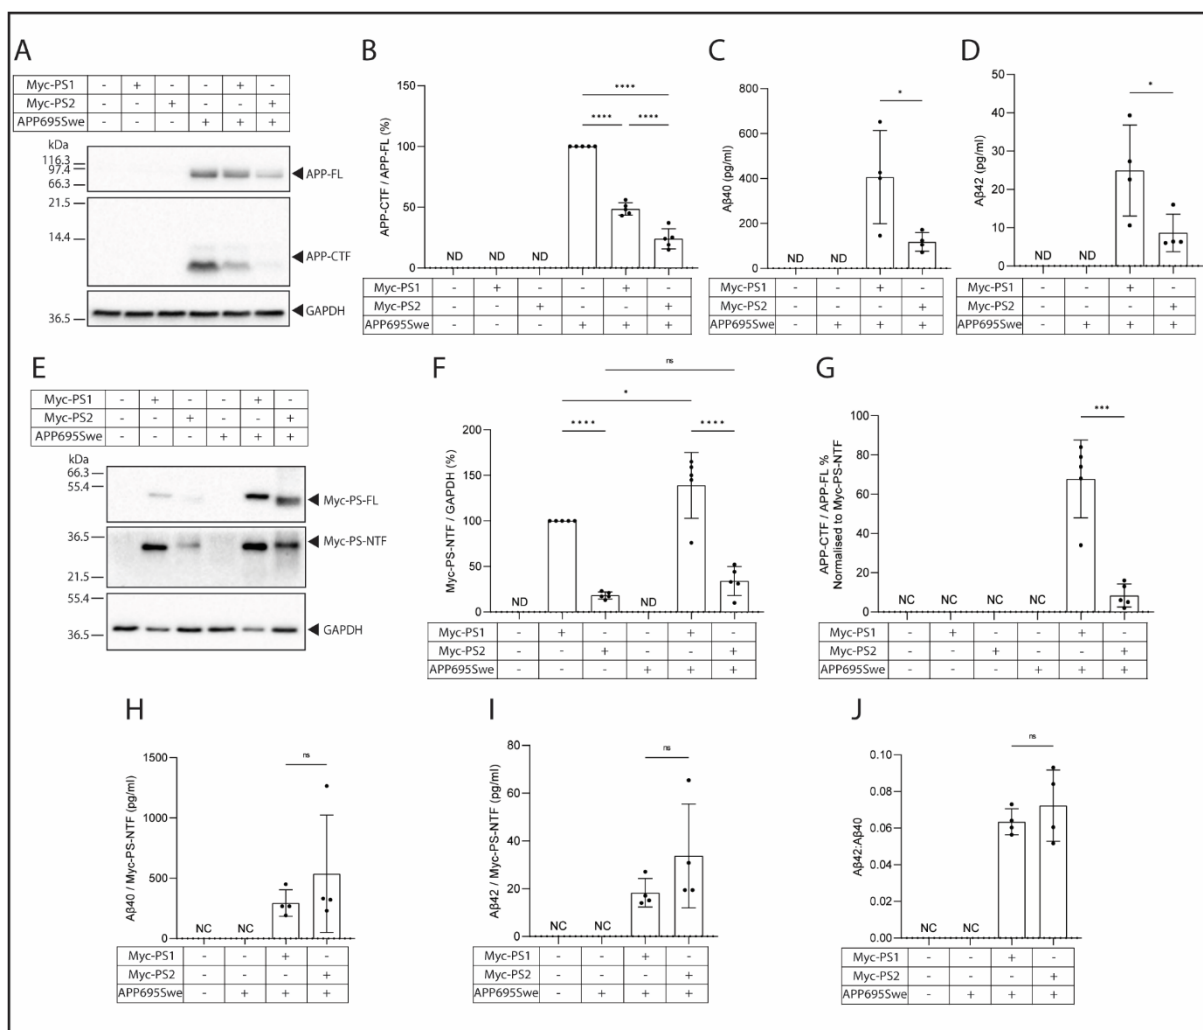 A
Myc-PS1 - + - - + -
Myc-PS2 - - + - - +
APP695Swe - - - + + +
kDa
116.3
97.4
66.3
APP-FL
21.5
14.4
APP-CTF
36.5
GAPDH
B
APP-CTF / APP-FL (%)
150
100
50
0
**** 
**** ****
ND ND ND
Myc-PS1 - + - - + -
Myc-PS2 - - + - - +
APP695Swe - - - + + +
C
Aβ40 (pg/ml)
800
600
400
200
0
*
ND ND
Myc-PS1 - - + -
Myc-PS2 - - - +
APP695Swe - + + +
D
Aβ42 (pg/ml)
50
40
30
20
10
0
*
ND ND
Myc-PS1 - - + -
Myc-PS2 - - - +
APP695Swe - + + +
E
Myc-PS1 - + - - + -
Myc-PS2 - - + - - +
APP695Swe - - - + + +
kDa
66.3
55.4
Myc-PS-FL
36.5
Myc-PS-NTF
21.5
55.4
36.5
GAPDH
F
Myc-PS-NTF / GAPDH (%)
200
150
100
50
0
ns
*
**** ****
ND ND
Myc-PS1 - + - - + -
Myc-PS2 - - + - - +
APP695Swe - - - + + +
G
APP-CTF / APP-FL %
Normalised to Myc-PS-NTF
100
80
60
40
20
0
***
NC NC NC NC
Myc-PS1 - + - - + -
Myc-PS2 - - + - - +
APP695Swe - - - + + +
H
Aβ40 / Myc-PS-NTF (pg/ml)
1500
1000
500
0
ns
NC NC
Myc-PS1 - - + -
Myc-PS2 - - - +
APP695Swe - + + +
I
Aβ42 / Myc-PS-NTF (pg/ml)
80
60
40
20
0
ns
NC NC
Myc-PS1 - - + -
Myc-PS2 - - - +
APP695Swe - + + +
J
Aβ42:Aβ40
0.10
0.08
0.06
0.04
0.02
0.00
ns
NC NC
Myc-PS1 - - + -
Myc-PS2 - - - +
APP695Swe - + + +